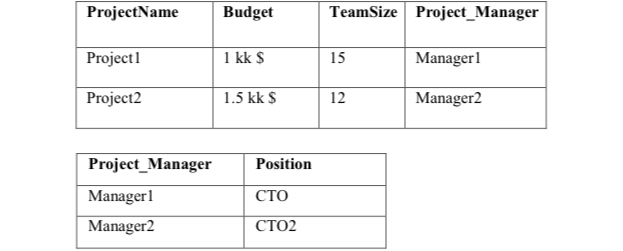 ProjectName Budget TeamSize Project_Manager
Project1 1 kk $ 15 Manager1
Project2 1.5 kk $ 12 Manager2
Project_Manager Position
Manager1 CTO
Manager2 CTO2